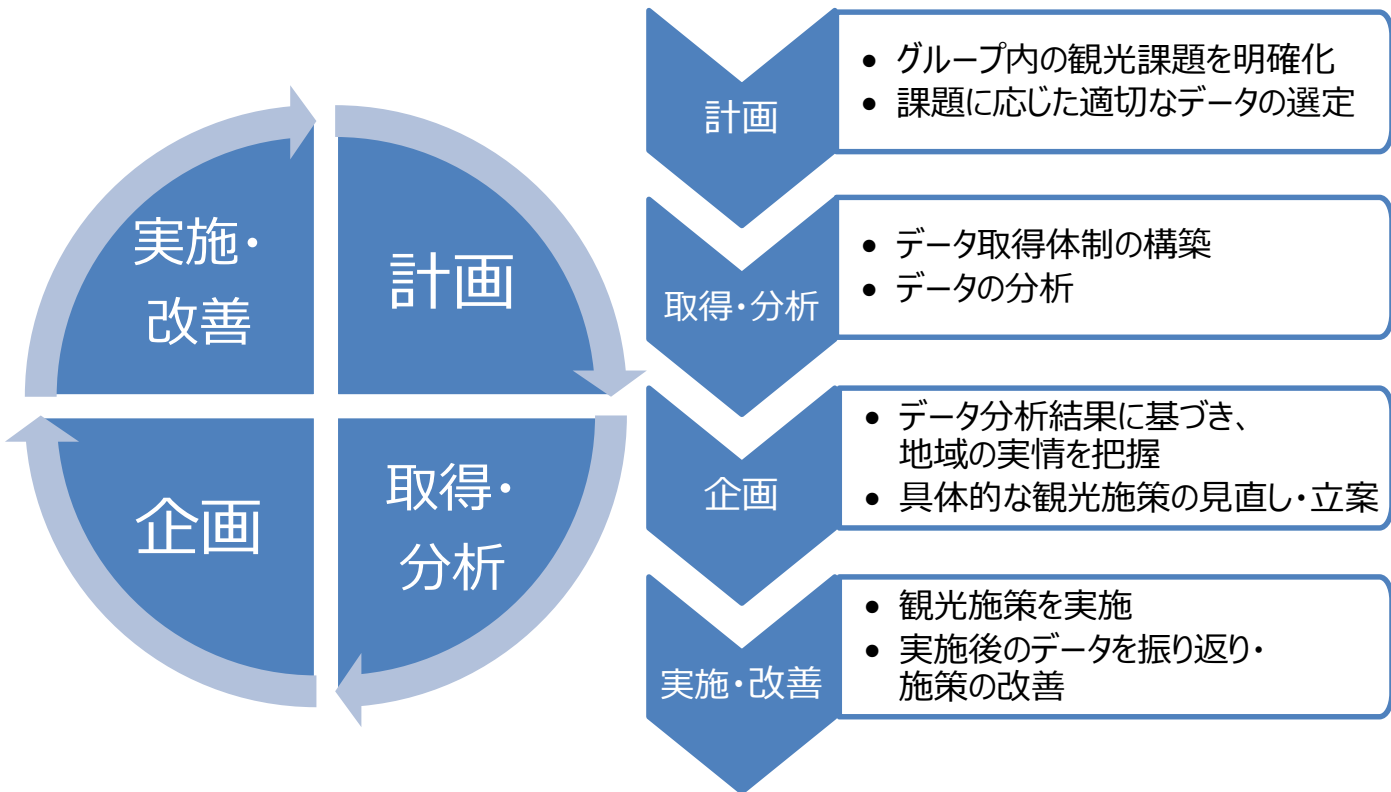 実施・
改善
計画
企画
取得・
分析
計画
• グループ内の観光課題を明確化
• 課題に応じた適切なデータの選定
取得・分析
• データ取得体制の構築
• データの分析
企画
• データ分析結果に基づき、
地域の実情を把握
• 具体的な観光施策の見直し・立案
実施・改善
• 観光施策を実施
• 実施後のデータを振り返り・
施策の改善